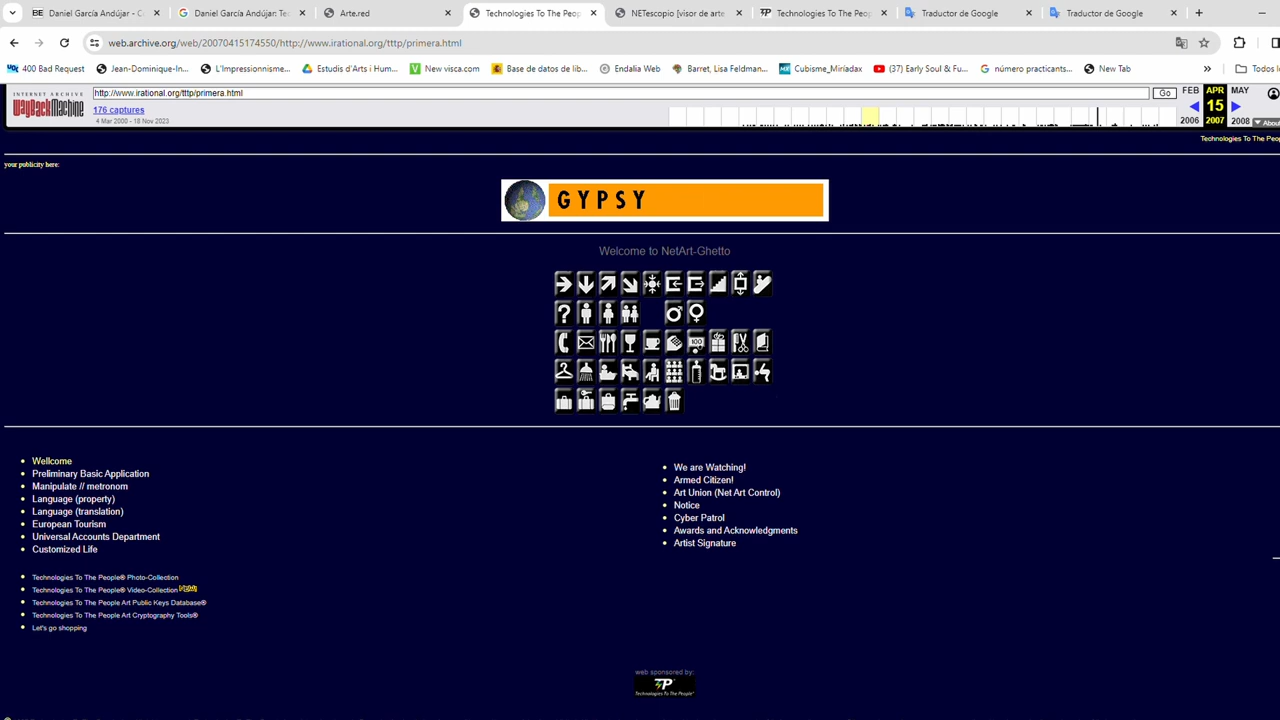 Daniel García Andújar - C
Daniel García Andújar: Tec
Arte.red
Technologies To The Peop
NETescopio [visor de arte
Technologies To The Peop
Traductor de Google
Traductor de Google
web.archive.org/web/20070415174550/http://www.irational.org/tttp/primera.html
400 Bad Request
Jean-Dominique-In...
L'Impressionnisme...
Estudis d'Arts i Hum...
New visca.com
Base de datos de lib...
Endalia Web
Barret, Lisa Feldman...
Cubisme_Miríadax
(37) Early Soul & Fu...
número practicants...
New Tab
»
Todos l
INTERNET ARCHIVE
WayBackMachine
http://www.irational.org/tttp/primera.html
Go
FEB APR MAY
176 captures
15
4 Mar 2000 - 18 Nov 2023
2006 2007 2008
▼ About
Technologies To The Peop
your publicity here:
GYPSY
Welcome to NetArt-Ghetto
?
100
Wellcome
Preliminary Basic Application
Manipulate // metronom
Language (property)
Language (translation)
European Tourism
Universal Accounts Department
Customized Life
We are Watching!
Armed Citizen!
Art Union (Net Art Control)
Notice
Cyber Patrol
Awards and Acknowledgments
Artist Signature
Technologies To The People® Photo-Collection
Technologies To The People® Video-Collection
Technologies To The People Art Public Keys Database®
Technologies To The People Art Cryptography Tools®
Let's go shopping
web sponsored by:
Technologies To The People®